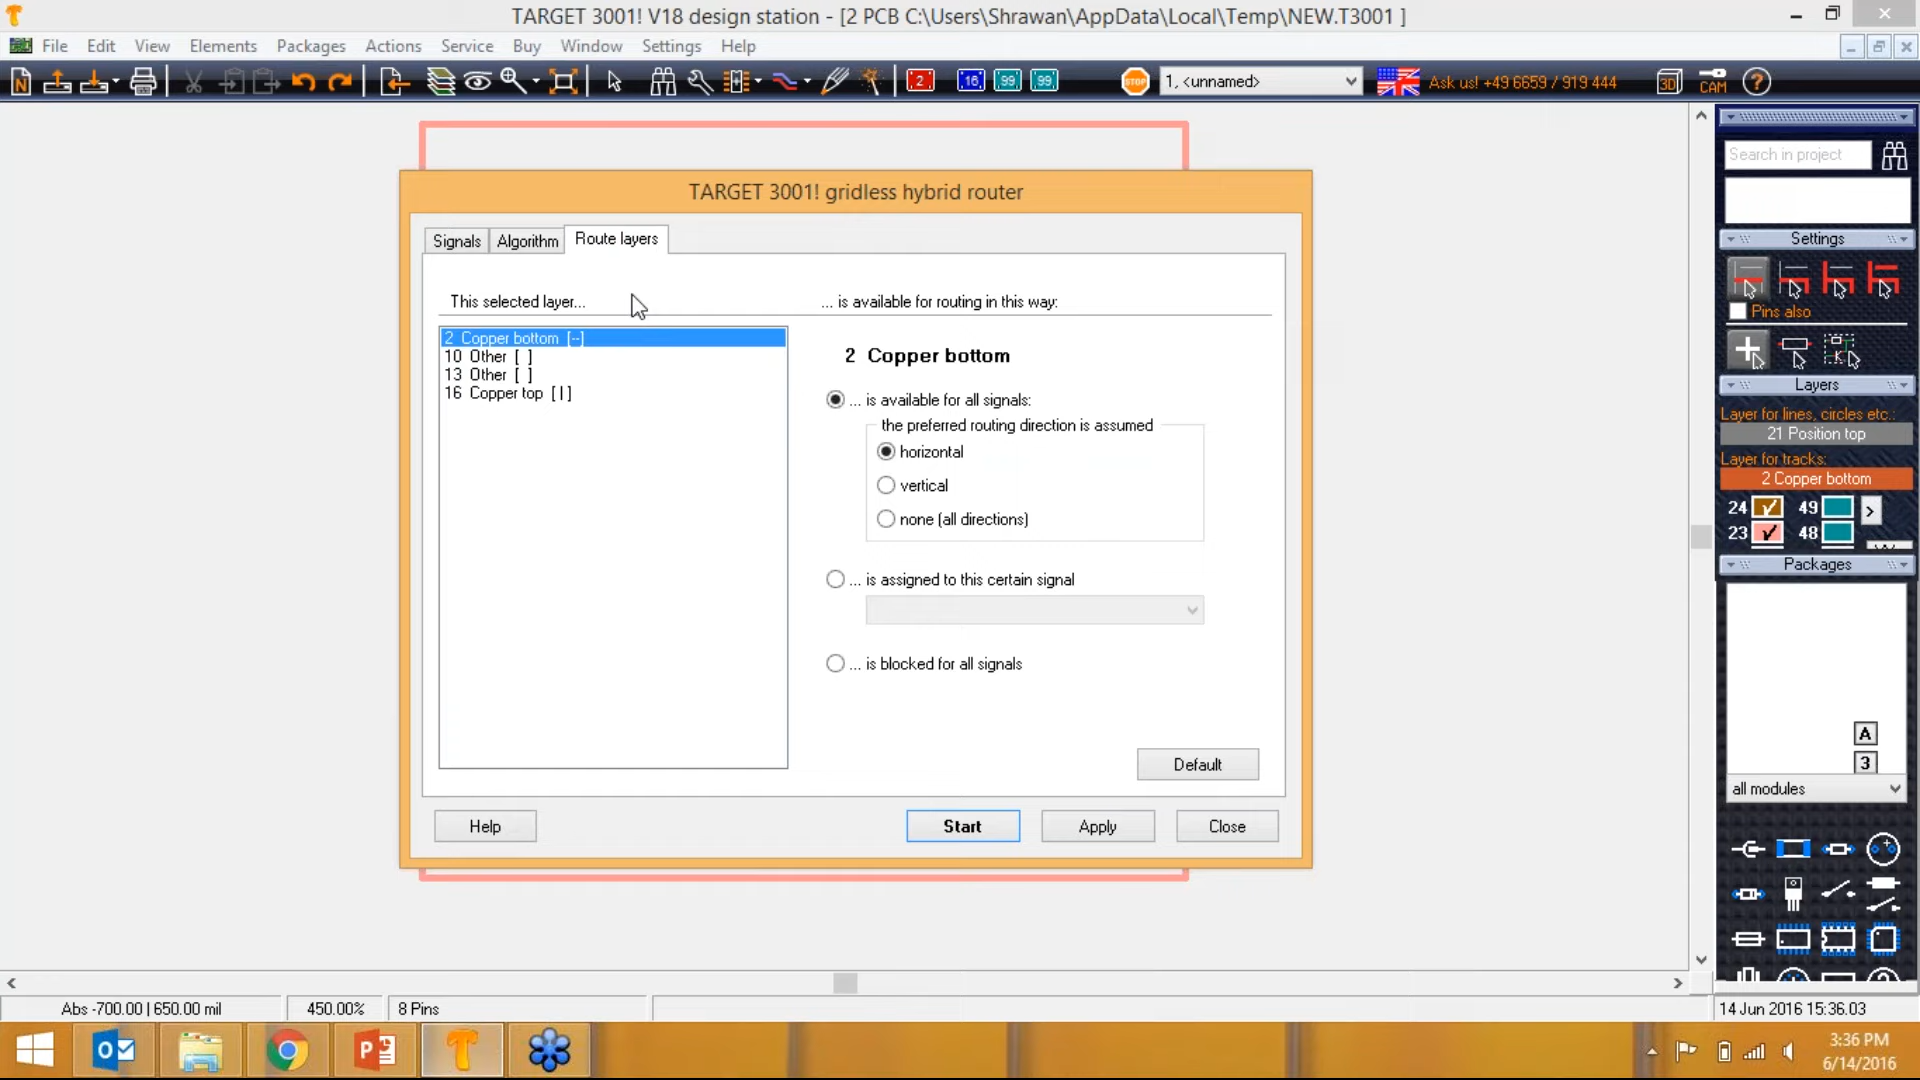 TARGET 3001! V18 design station - [2 PCB C:\Users\Shrawan\AppData\Local\Temp\NEW.T3001 ]
File Edit View Elements Packages Actions Service Buy Window Settings Help
2 16 99 99 STOP 1, <unnamed> Ask us! +49 6659 / 919 444 3D CAM ?
TARGET 3001! gridless hybrid router
Signals Algorithm Route layers
This selected layer... ... is available for routing in this way:
2 Copper bottom [--]
10 Other [ ]
13 Other [ ]
16 Copper top [ | ]
2 Copper bottom
... is available for all signals:
the preferred routing direction is assumed
horizontal
vertical
none (all directions)
... is assigned to this certain signal
... is blocked for all signals
Default
Help Start Apply Close
Search in project
Settings
Pins also
Layers
Layer for lines, circles etc.:
21 Position top
Layer for tracks:
2 Copper bottom
24 49 >
23 48
Packages
A
3
all modules
Abs -700.00 | 650.00 mil 450.00% 8 Pins 14 Jun 2016 15:36.03
3:36 PM
6/14/2016